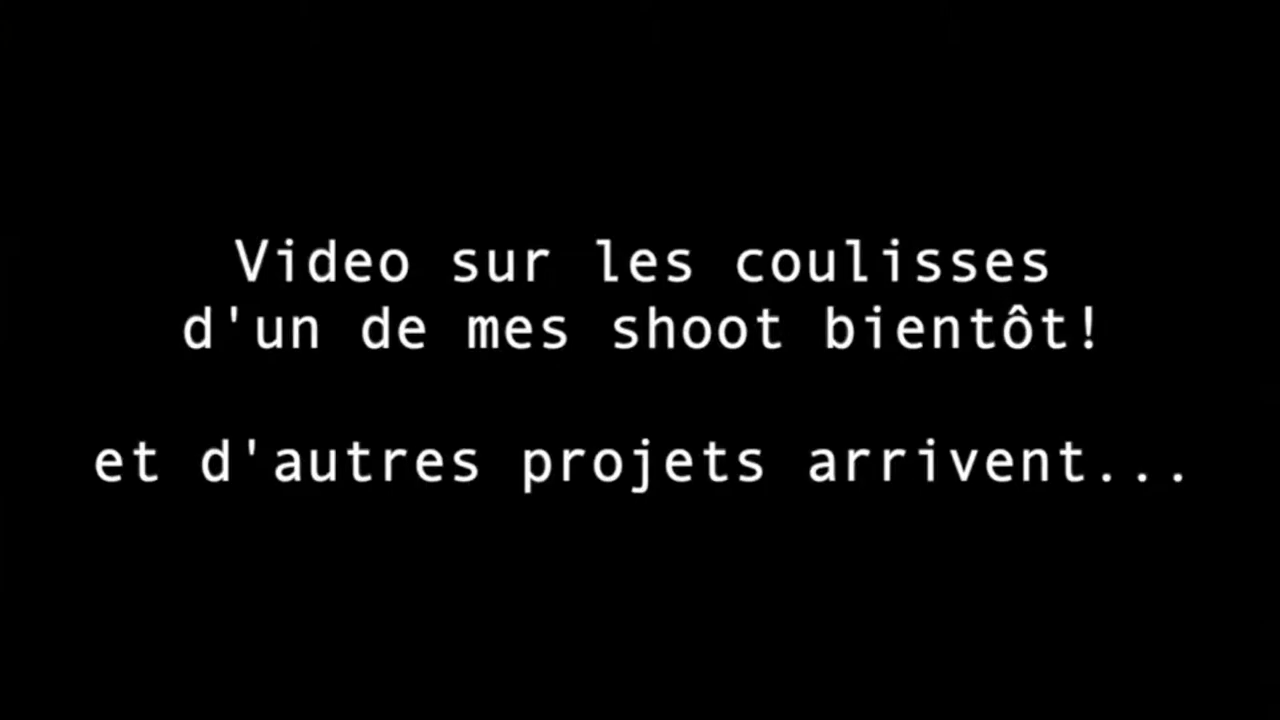 Video sur les coulisses
d'un de mes shoot bientôt!
et d'autres projets arrivent...